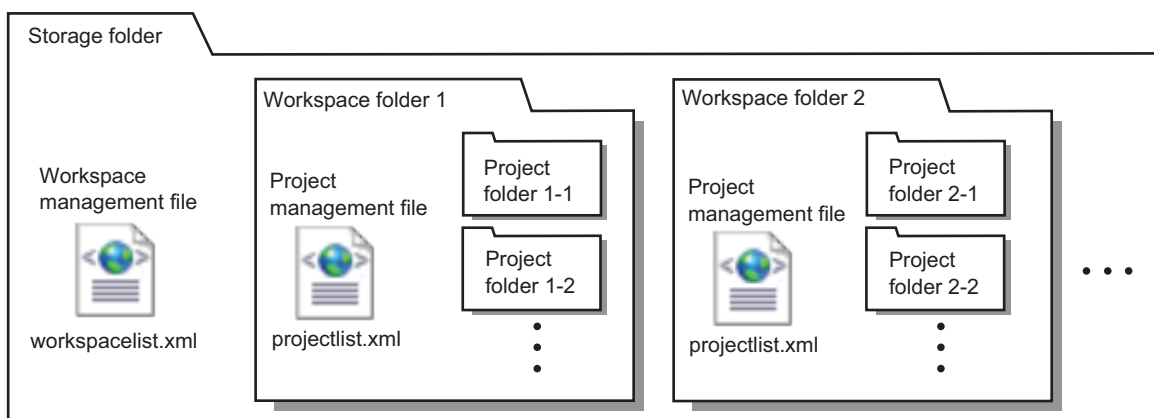 Storage folder
Workspace
management file
workspacelist.xml
Workspace folder 1
Project
management file
projectlist.xml
Project
folder 1-1
Project
folder 1-2
Workspace folder 2
Project
management file
projectlist.xml
Project
folder 2-1
Project
folder 2-2